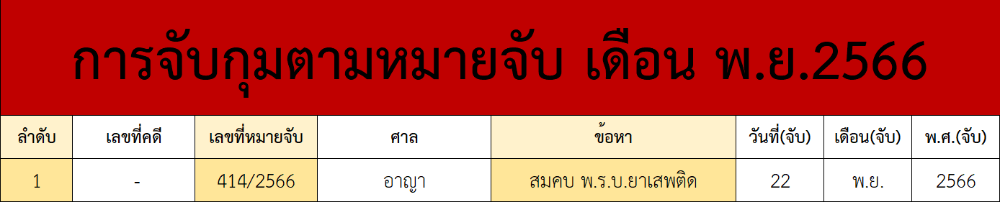 การจับกุมตามหมายจับ เดือน พ.ย.2566
ลำดับ เลขที่คดี เลขที่หมายจับ ศาล ข้อหา วันที่(จับ) เดือน(จับ) พ.ศ.(จับ)
1 - 414/2566 อาญา สมคบ พ.ร.บ.ยาเสพติด 22 พ.ย. 2566